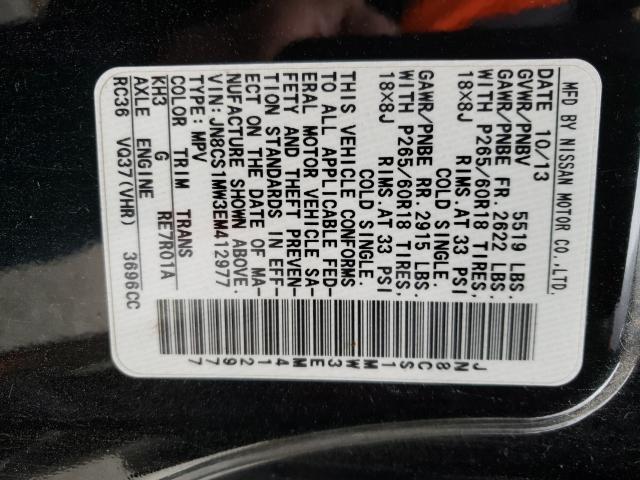 MFD BY NISSAN MOTOR CO.,LTD.
DATE 10/13
GVWR/PNBV 5519 LBS.
GAWR/PNBE FR. 2622 LBS.
WITH P265/60R18 TIRES,
18X8J RIMS.AT 33 PSI
COLD SINGLE.
GAWR/PNBE RR. 2915 LBS.
WITH P265/60R18 TIRES,
18X8J RIMS.AT 33 PSI
COLD SINGLE.
THIS VEHICLE CONFORMS
TO ALL APPLICABLE FED-
ERAL MOTOR VEHICLE SA-
FETY AND THEFT PREVEN-
TION STANDARDS IN EFF-
ECT ON THE DATE OF MA-
NUFACTURE SHOWN ABOVE.
VIN: JN8CS1MW3EM412977
TYPE: MPV
COLOR TRIM TRANS
KH3 G RE7R01A
AXLE ENGINE
RC36 VQ37(VHR) 3696CC
JN8CS1MW3EM412977